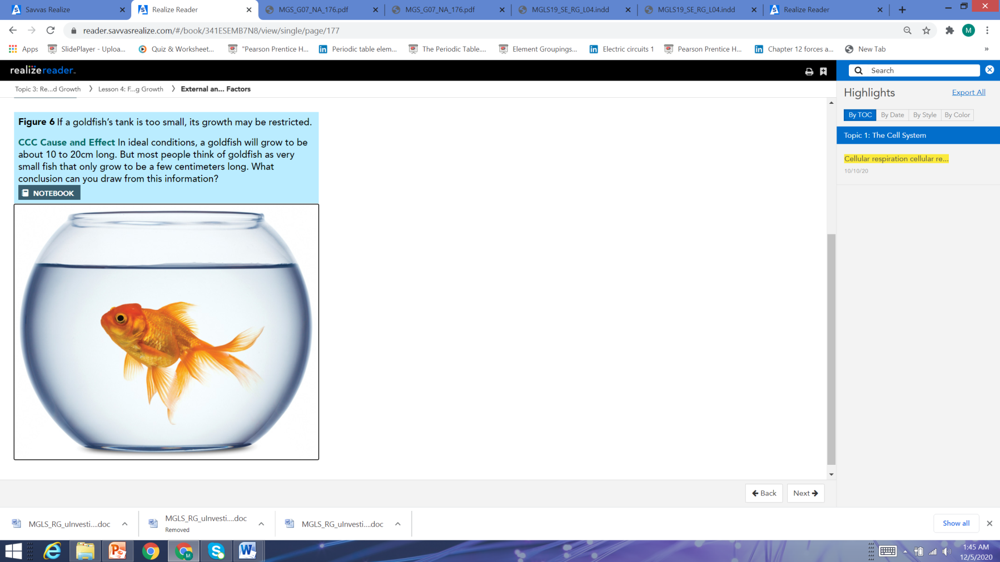 Savvas Realize
Realize Reader
MGS_G07_NA_176.pdf
MGS_G07_NA_176.pdf
MGLS19_SE_RG_L04.indd
MGLS19_SE_RG_L04.indd
Realize Reader
reader.savvasrealize.com/#/book/341ESEMB7N8/view/single/page/177
M
Apps
SlidePlayer - Uploa...
Quiz & Worksheet...
"Pearson Prentice H...
Periodic table elem...
The Periodic Table....
Element Groupings...
Electric circuits 1
Pearson Prentice H...
Chapter 12 forces a...
New Tab
»
realizereader™
Search
Topic 3: Re...d Growth
Lesson 4: F...g Growth
External an... Factors
Highlights
Export All
By TOC
By Date
By Style
By Color
Topic 1: The Cell System
Cellular respiration cellular re...
10/10/20
Figure 6 If a goldfish's tank is too small, its growth may be restricted.
CCC Cause and Effect In ideal conditions, a goldfish will grow to be
about 10 to 20cm long. But most people think of goldfish as very
small fish that only grow to be a few centimeters long. What
conclusion can you draw from this information?
NOTEBOOK
Back
Next
MGLS_RG_uInvesti....doc
MGLS_RG_uInvesti....doc
Removed
MGLS_RG_uInvesti....doc
Show all
1:45 AM
12/5/2020